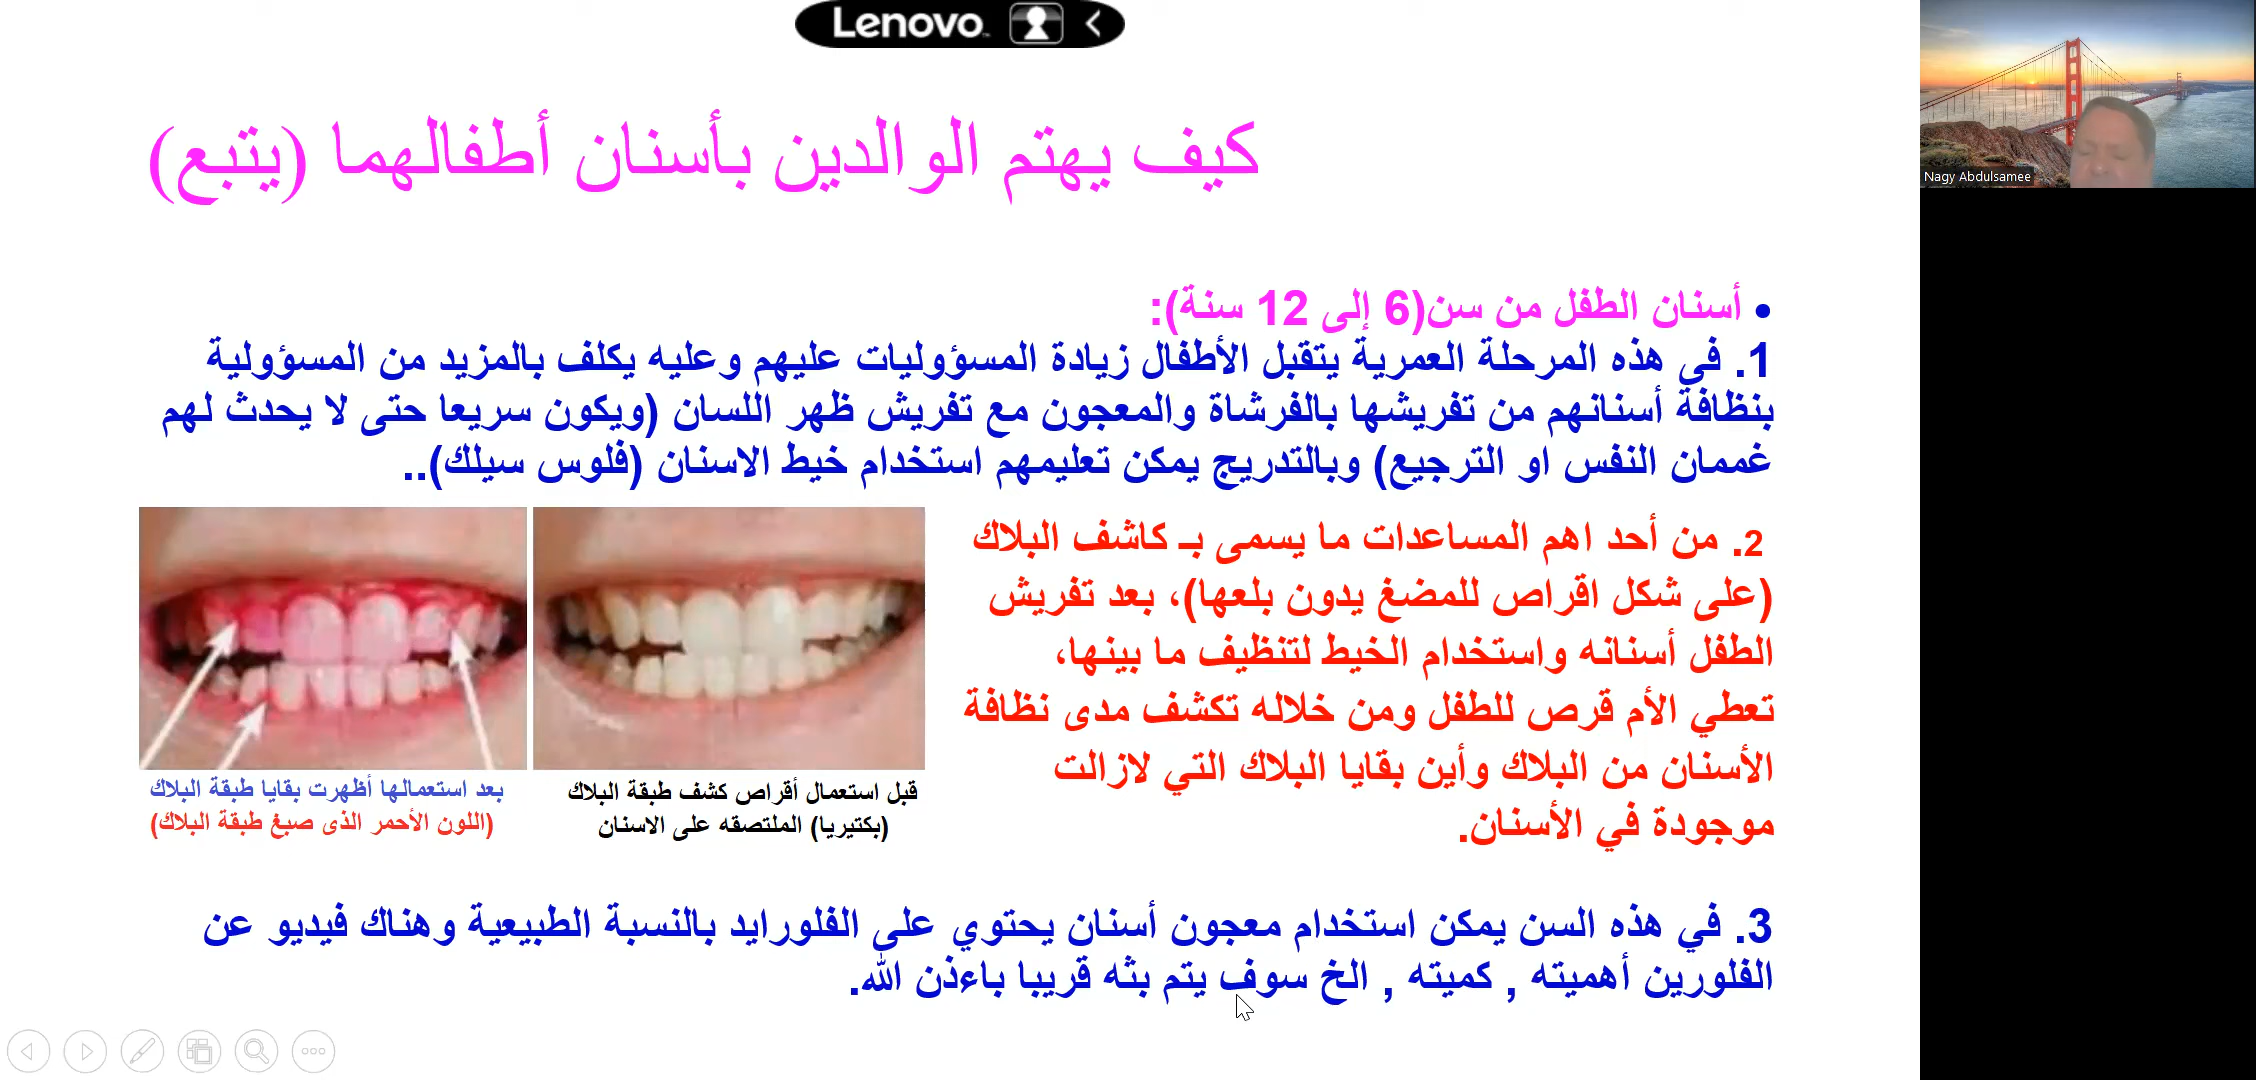 Lenovo
Nagy Abdulsamee
كيف يهتم الوالدين بأسنان أطفالهما (يتبع)
• أسنان الطفل من سن(6 إلى 12 سنة):
1. فى هذه المرحلة العمرية يتقبل الأطفال زيادة المسؤوليات عليهم وعليه يكلف بالمزيد من المسؤولية
بنظافة أسنانهم من تفريشها بالفرشاة والمعجون مع تفريش ظهر اللسان (ويكون سريعا حتى لا يحدث لهم
غممان النفس او الترجيع) وبالتدريج يمكن تعليمهم استخدام خيط الاسنان (فلوس سيلك)..
2. من أحد اهم المساعدات ما يسمى بـ كاشف البلاك
(على شكل اقراص للمضغ يدون بلعها)، بعد تفريش
الطفل أسنانه واستخدام الخيط لتنظيف ما بينها،
تعطي الأم قرص للطفل ومن خلاله تكشف مدى نظافة
الأسنان من البلاك وأين بقايا البلاك التي لازالت
موجودة في الأسنان.
قبل استعمال أقراص كشف طبقة البلاك
(بكتيريا) الملتصقه على الاسنان
بعد استعمالها أظهرت بقايا طبقة البلاك
(اللون الأحمر الذى صبغ طبقة البلاك)
3. في هذه السن يمكن استخدام معجون أسنان يحتوي على الفلورايد بالنسبة الطبيعية وهناك فيديو عن
الفلورين أهميته , كميته , الخ سوف يتم بثه قريبا باءذن الله.